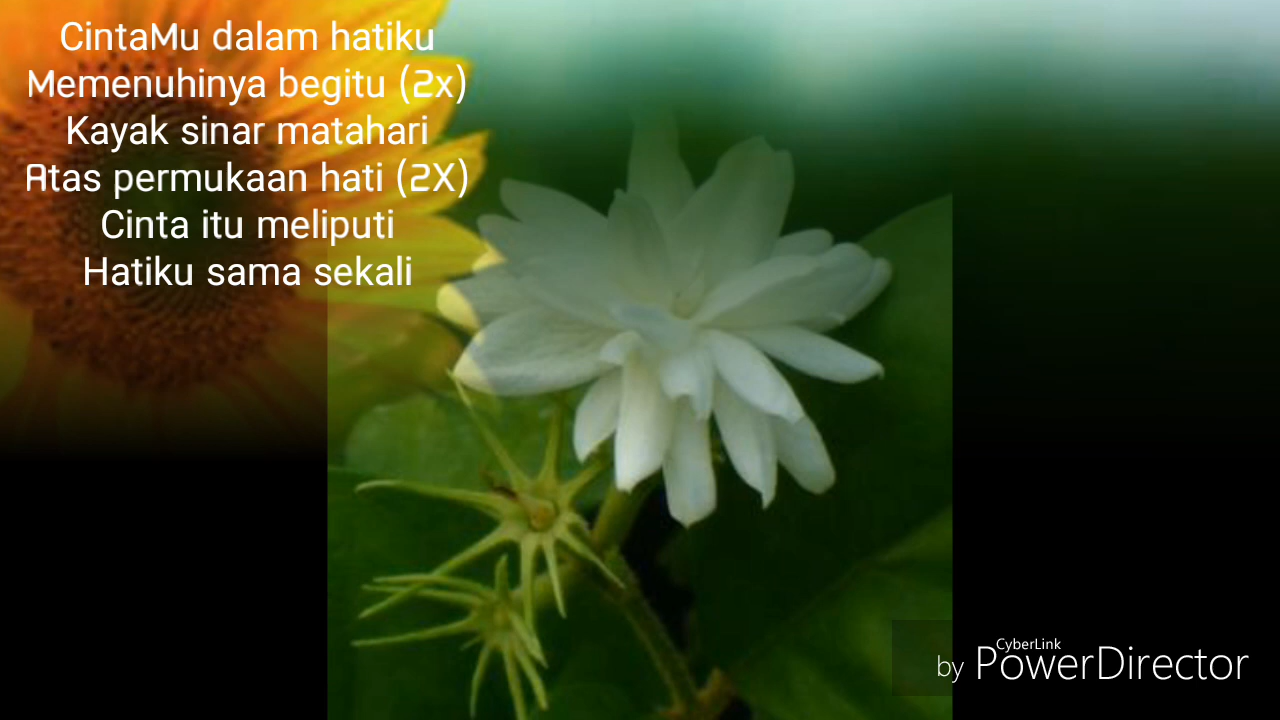 CintaMu dalam hatiku
Memenuhinya begitu (2x)
Kayak sinar matahari
Atas permukaan hati (2X)
Cinta itu meliputi
Hatiku sama sekali
CyberLink
by PowerDirector